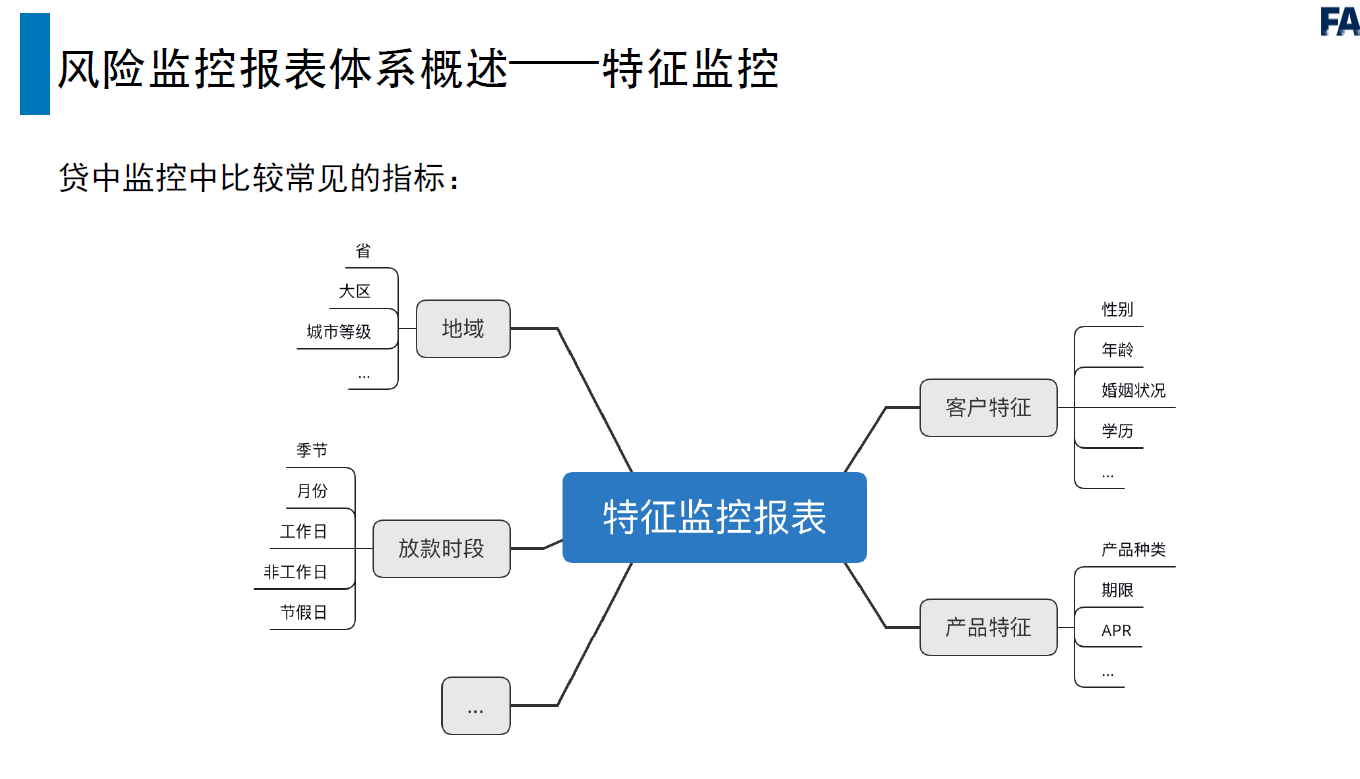 FA
风险监控报表体系概述——特征监控
贷中监控中比较常见的指标：
省
大区
城市等级
...
地域
季节
月份
工作日
非工作日
节假日
放款时段
...
特征监控报表
客户特征
性别
年龄
婚姻状况
学历
...
产品特征
产品种类
期限
APR
...